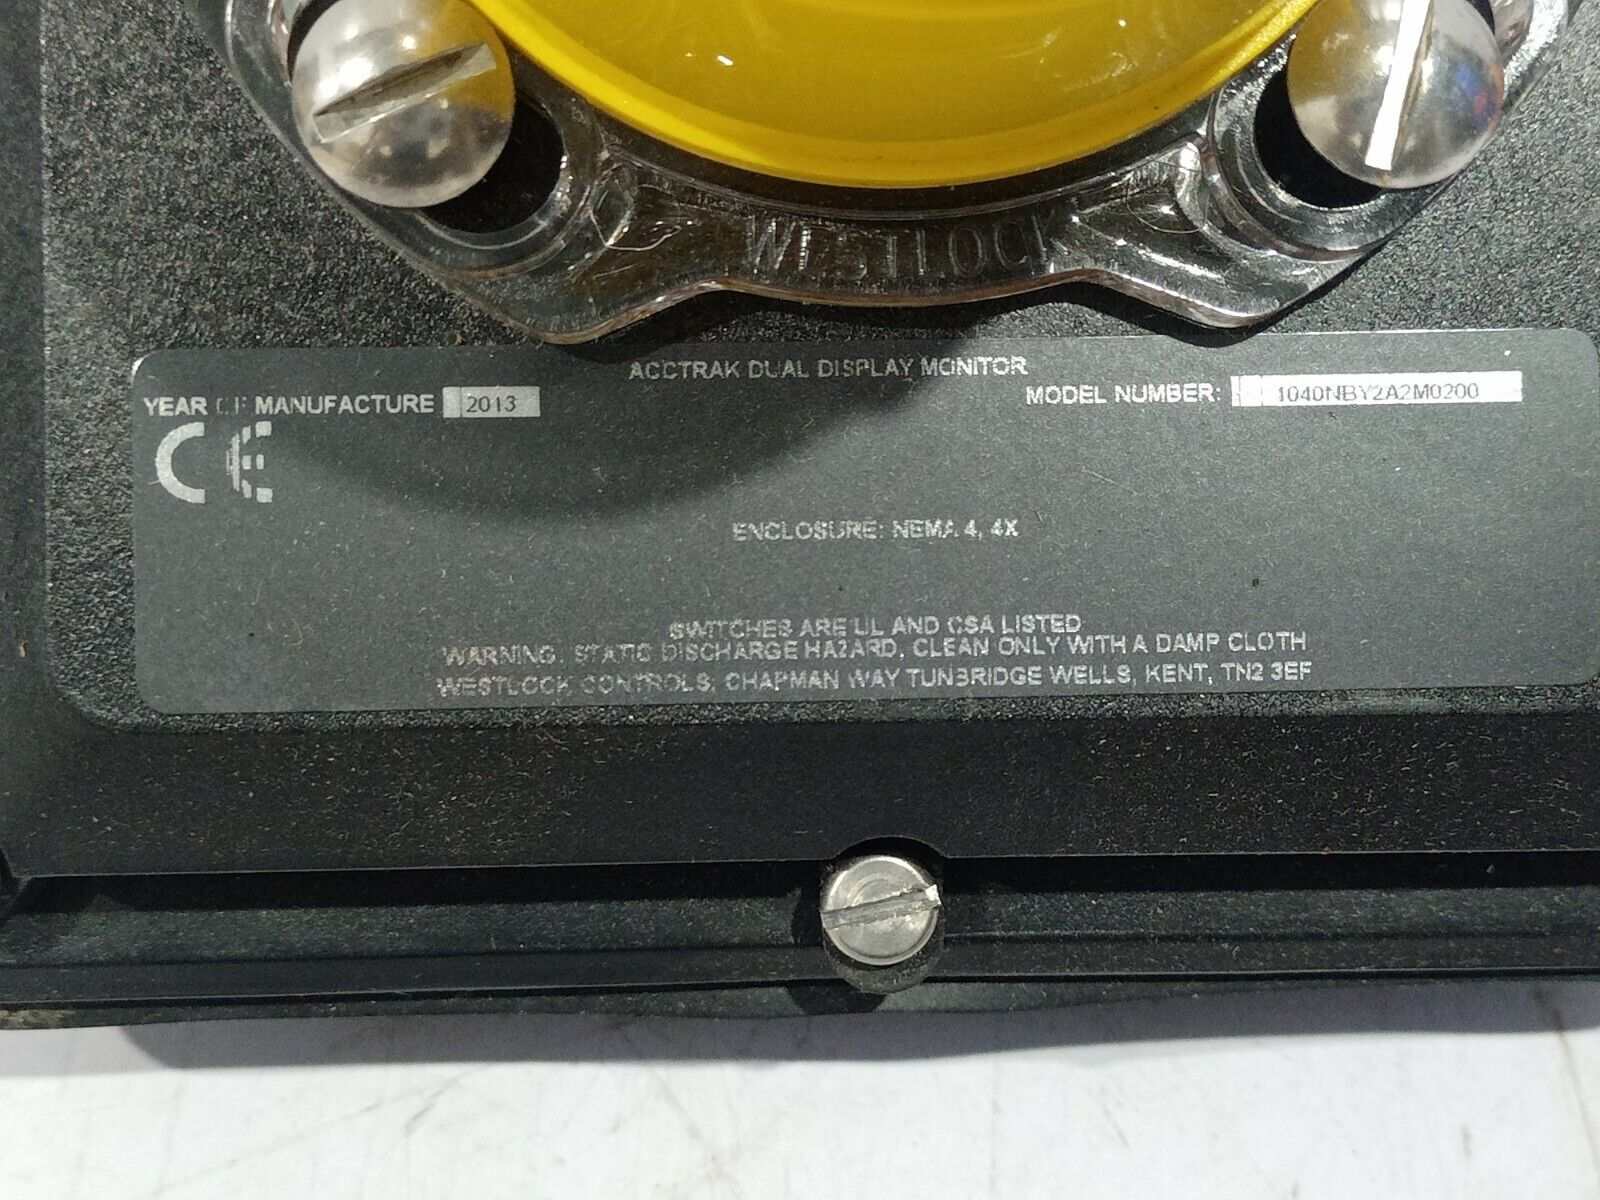 WESTLOCK
ACCTRAK DUAL DISPLAY MONITOR
YEAR OF MANUFACTURE 2013
MODEL NUMBER: 1040NBY2A2M0200
CE
ENCLOSURE: NEMA 4, 4X
SWITCHES ARE UL AND CSA LISTED
WARNING. STATIC DISCHARGE HAZARD. CLEAN ONLY WITH A DAMP CLOTH
WESTLOCK CONTROLS, CHAPMAN WAY TUNBRIDGE WELLS, KENT, TN2 3EF